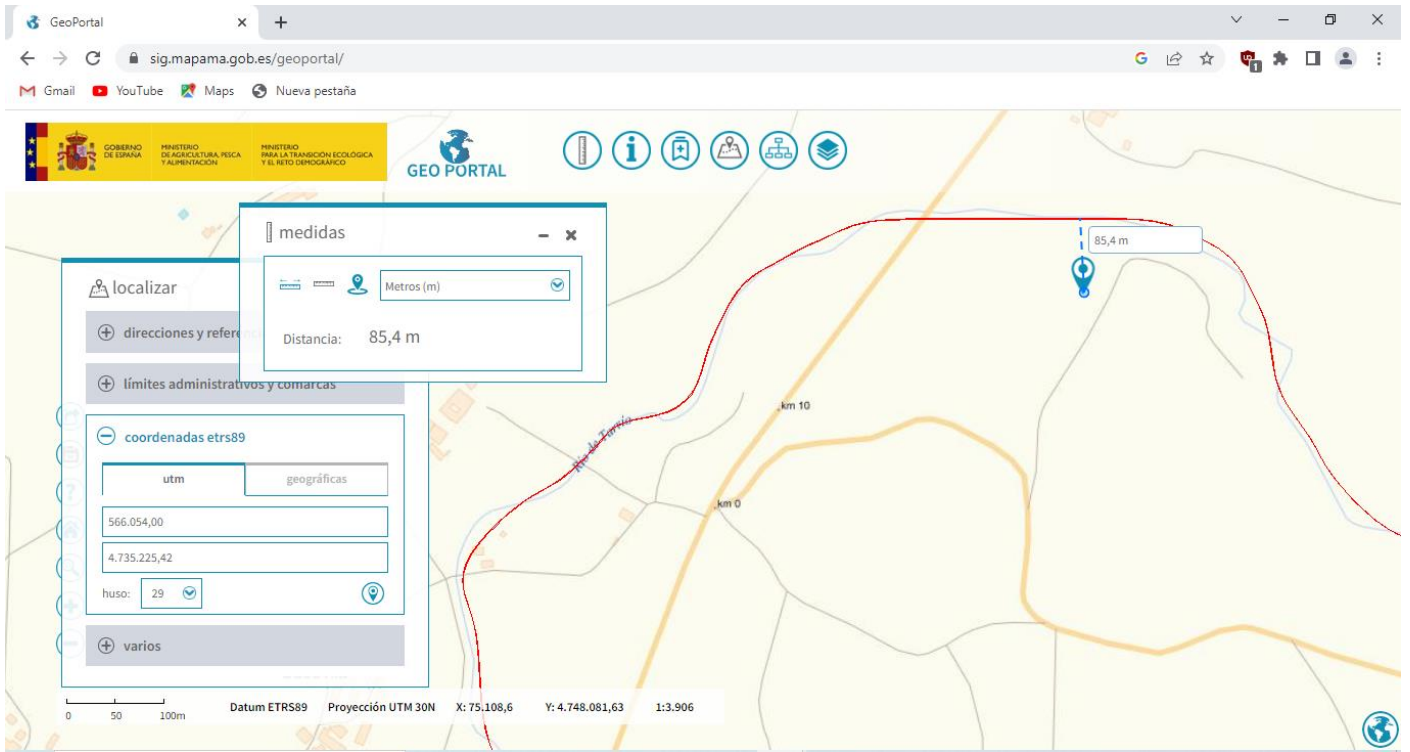 GeoPortal
sig.mapama.gob.es/geoportal/
1
Gmail
YouTube
Maps
Nueva pestaña
GOBIERNO
DE ESPAÑA
MINISTERIO
DE AGRICULTURA, PESCA
Y ALIMENTACIÓN
MINISTERIO
PARA LA TRANSICIÓN ECOLÓGICA
Y EL RETO DEMOGRÁFICO
GEO PORTAL
medidas
Metros (m)
Distancia: 85,4 m
localizar
direcciones y refere
límites administrativos y comarcas
coordenadas etrs89
utm geográficas
566.054,00
4.735.225,42
huso: 29
varios
85,4 m
km 10
km 0
0 50 100m
Datum ETRS89 Proyección UTM 30N X: 75.108,6 Y: 4.748.081,63 1:3.906